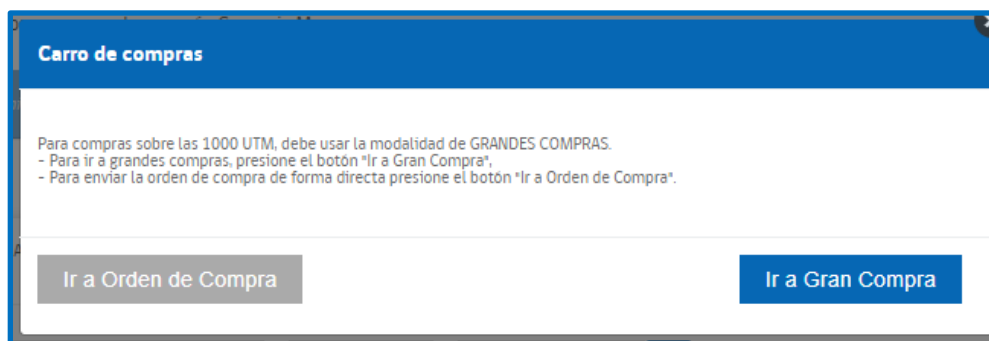 Carro de compras
Para compras sobre las 1000 UTM, debe usar la modalidad de GRANDES COMPRAS.
- Para ir a grandes compras, presione el botón "Ir a Gran Compra",
- Para enviar la orden de compra de forma directa presione el botón "Ir a Orden de Compra".
Ir a Orden de Compra
Ir a Gran Compra